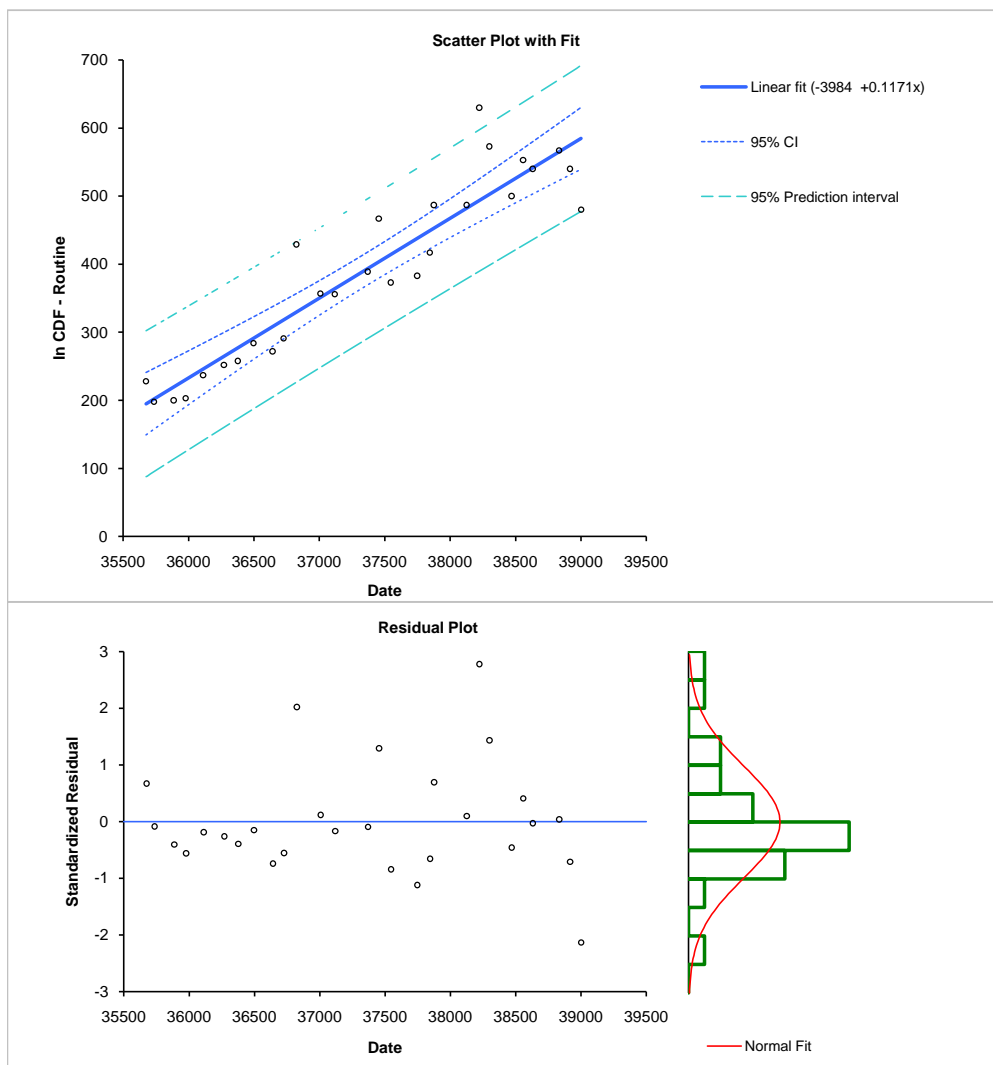 Scatter Plot with Fit
700
600
500
400
300
200
100
0
In CDF - Routine
35500 36000 36500 37000 37500 38000 38500 39000 39500
Date
Linear fit (-3984 +0.1171x)
95% CI
95% Prediction interval
Residual Plot
3
2
1
0
-1
-2
-3
Standardized Residual
35500 36000 36500 37000 37500 38000 38500 39000 39500
Date
Normal Fit